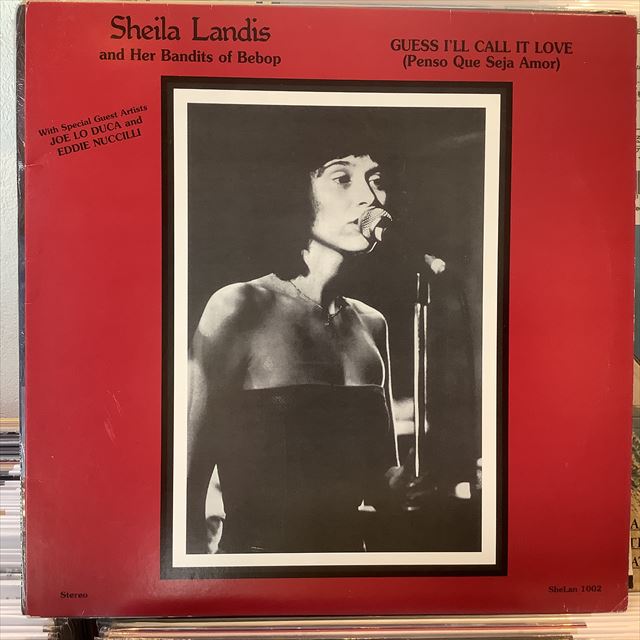 Sheila Landis
and Her Bandits of Bebop
GUESS I'LL CALL IT LOVE
(Penso Que Seja Amor)
With Special Guest Artists
JOE LO DUCA and
EDDIE NUCCILLI
Stereo
SheLan 1002